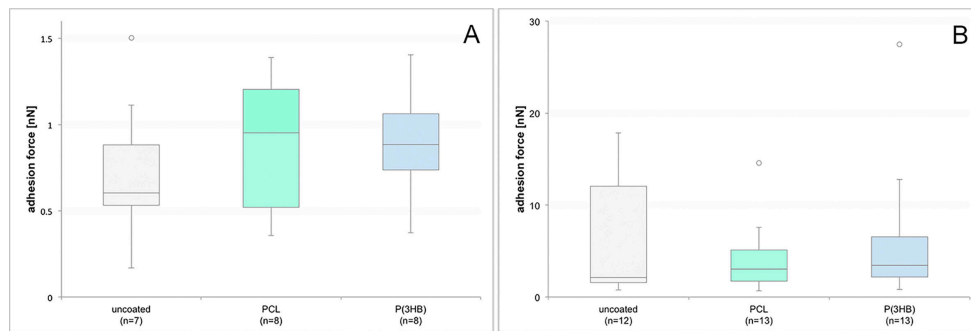 A
adhesion force [nN]
1.5
1
0.5
0
uncoated
(n=7)
PCL
(n=8)
P(3HB)
(n=8)
B
adhesion force [nN]
30
20
10
0
uncoated
(n=12)
PCL
(n=13)
P(3HB)
(n=13)